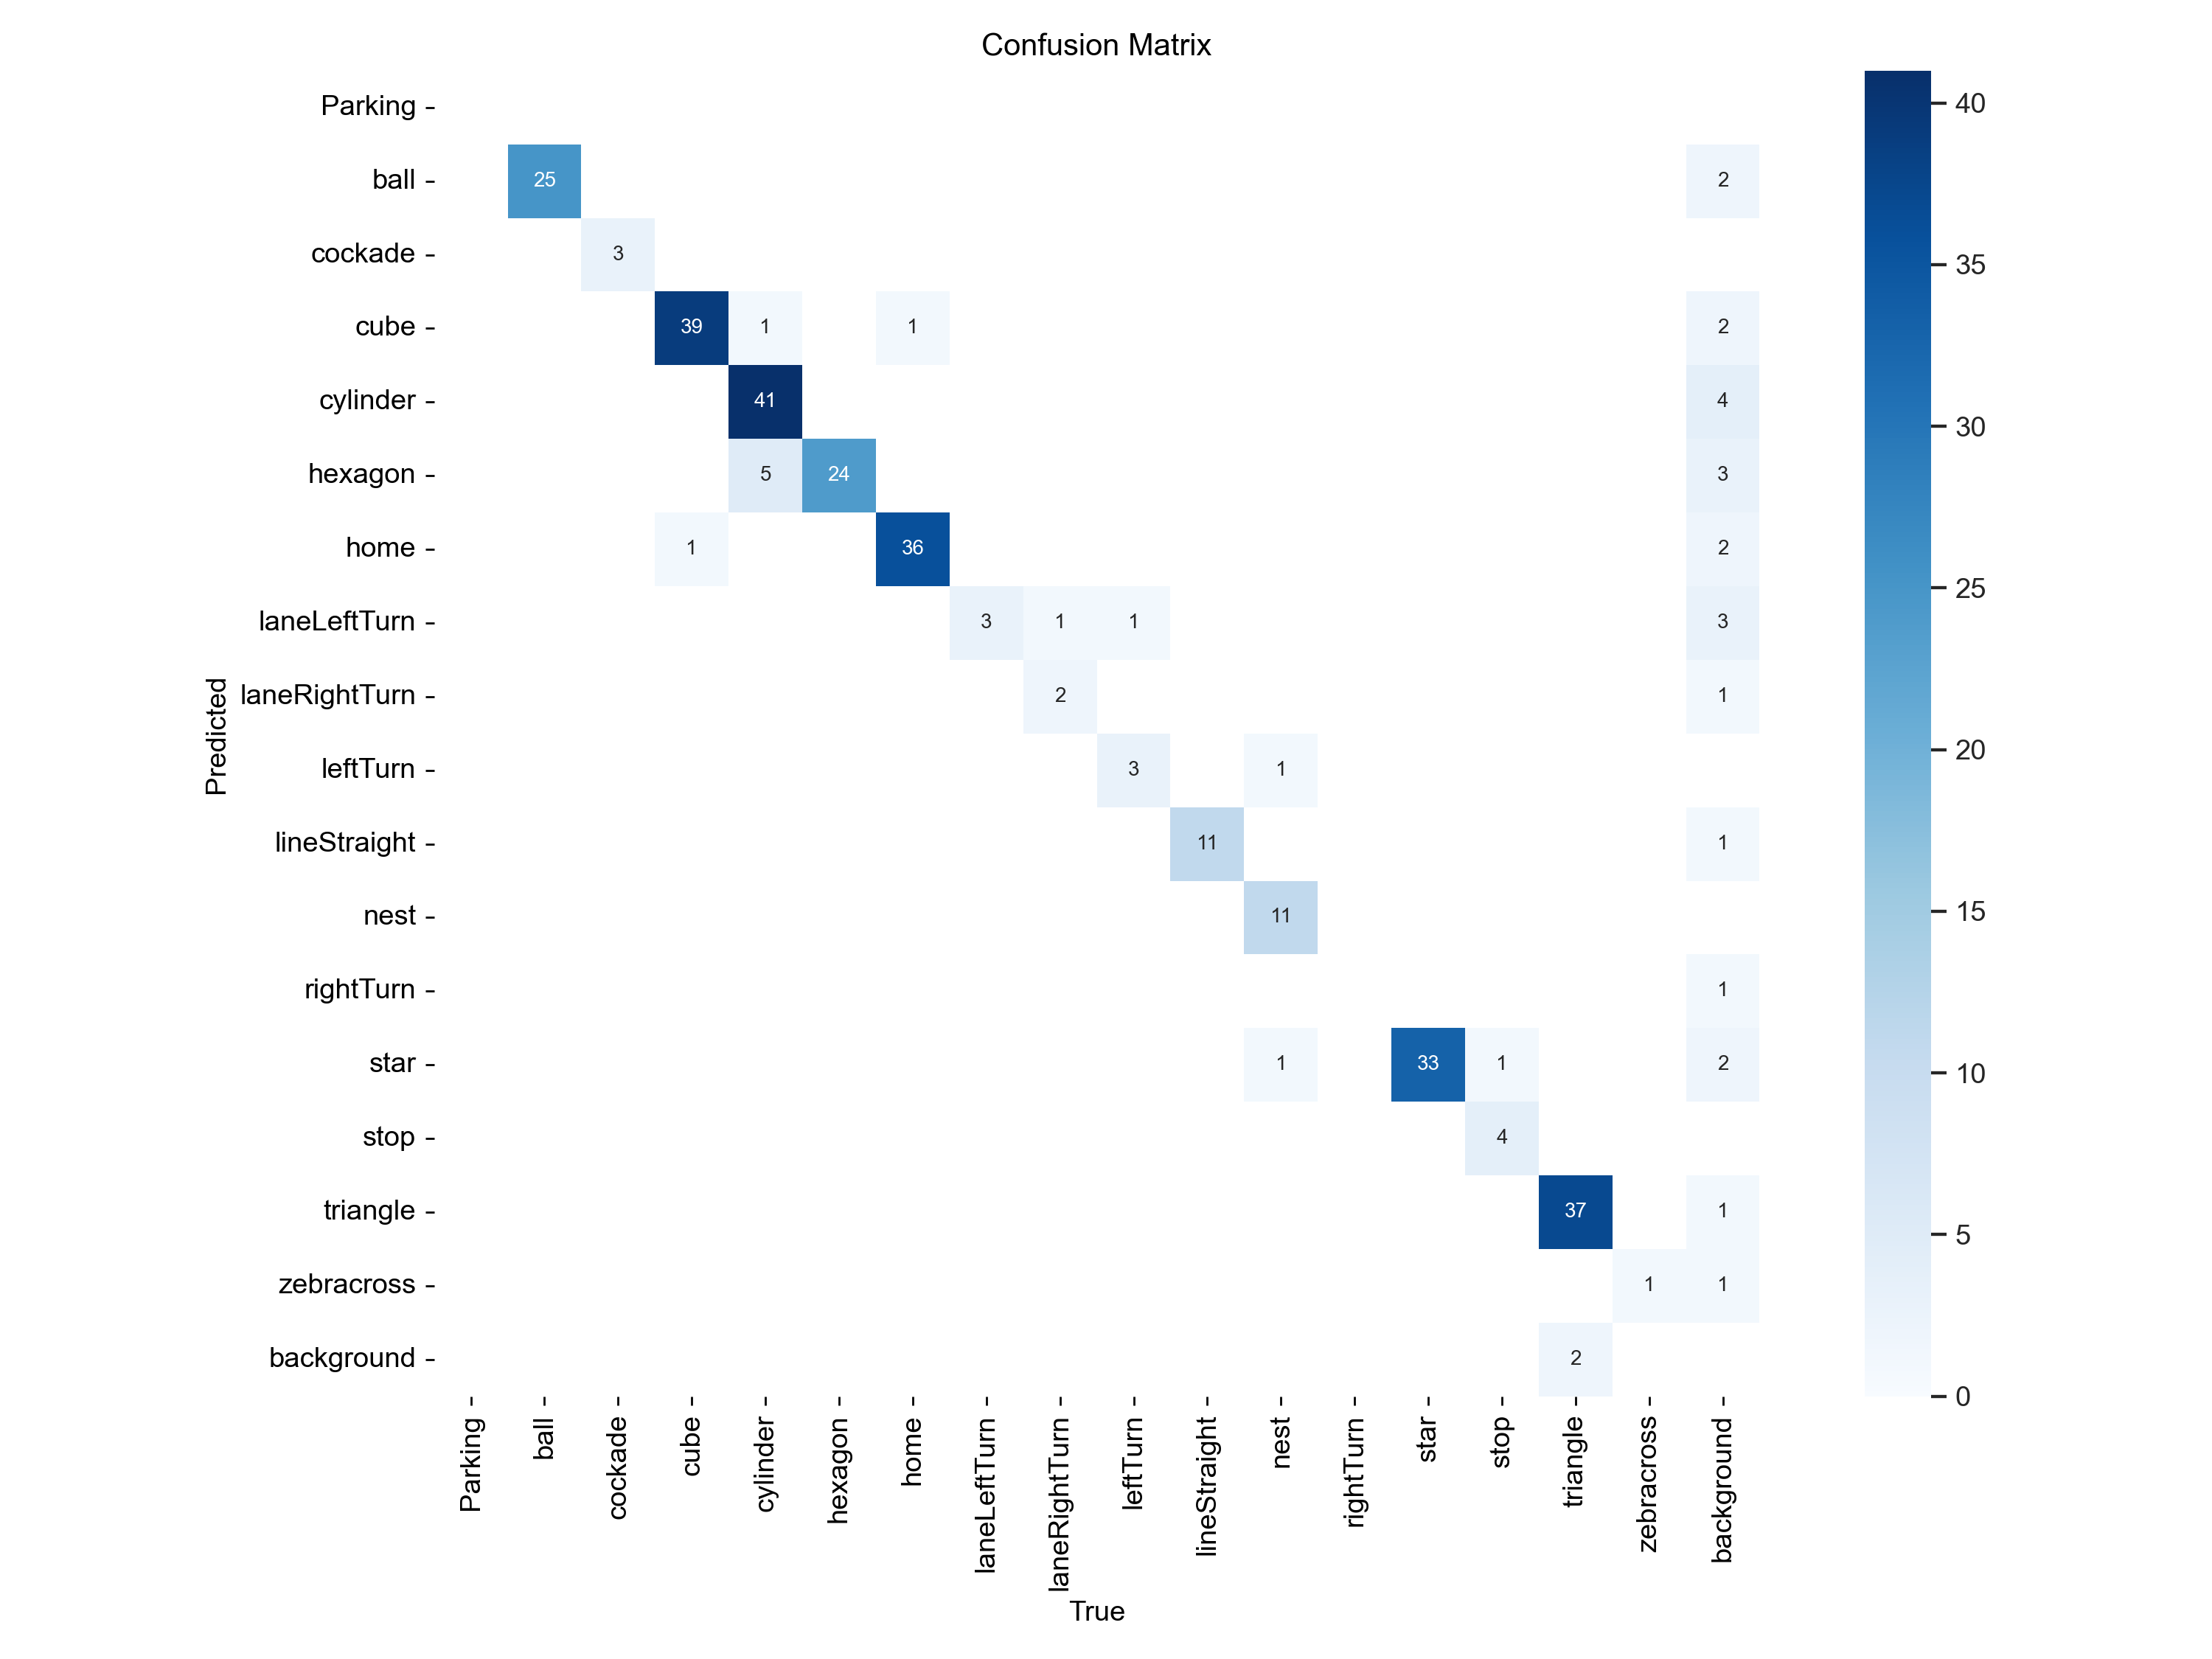 Confusion Matrix
Parking
ball 25 2
cockade 3
cube 39 1 1 2
cylinder 41 4
hexagon 5 24 3
home 1 36 2
laneLeftTurn 3 1 1 3
laneRightTurn 2 1
leftTurn 3 1
lineStraight 11 1
nest 11
rightTurn 1
star 1 33 1 2
stop 4
triangle 37 1
zebracross 1 1
background 2
Predicted
Parking
ball
cockade
cube
cylinder
hexagon
home
laneLeftTurn
laneRightTurn
leftTurn
lineStraight
nest
rightTurn
star
stop
triangle
zebracross
background
True
40
35
30
25
20
15
10
5
0